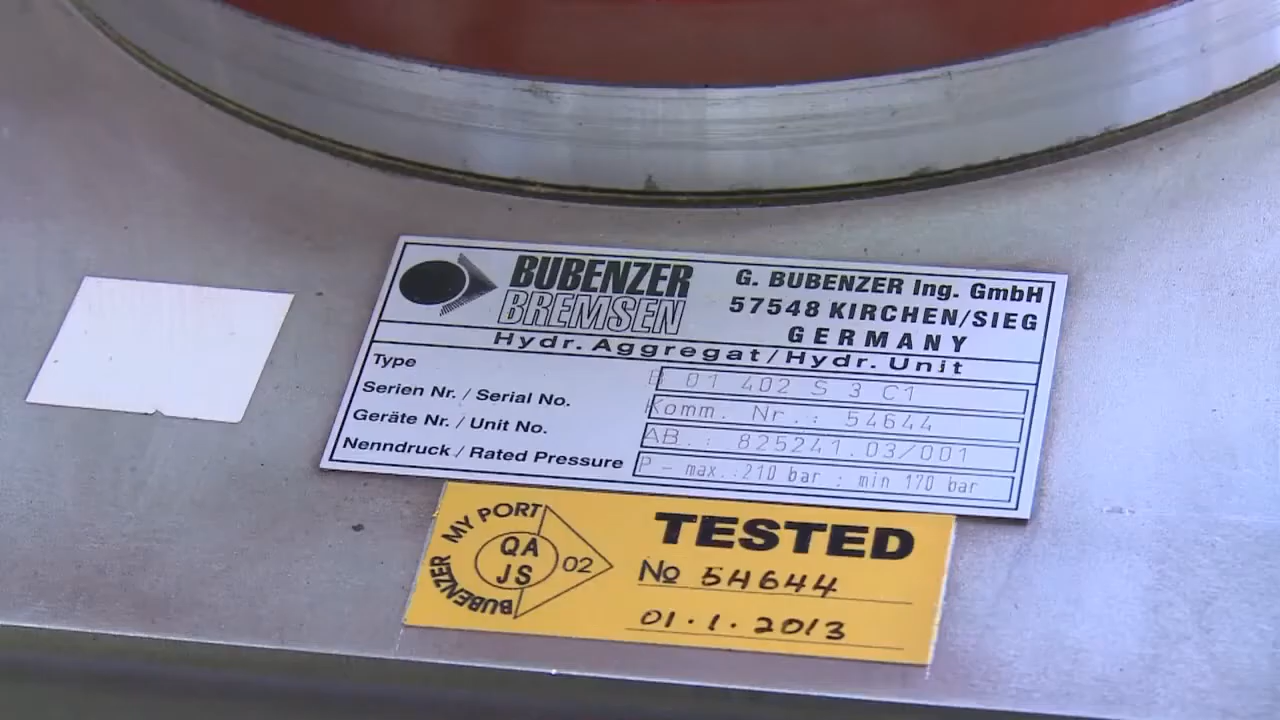 BUBENZER
BREMSEN
G. BUBENZER Ing. GmbH
57548 KIRCHEN/SIEG
GERMANY
Hydr. Aggregat/Hydr. Unit
Type B 01 402 S 3 C1
Serien Nr. / Serial No. Komm. Nr.: 54644
Geräte Nr. / Unit No. AB.: 825241.03/001
Nenndruck / Rated Pressure P - max.:210 bar ; min 170 bar
BUBENZER MY PORT
QA
JS
02
TESTED
No 54644
01.1.2013